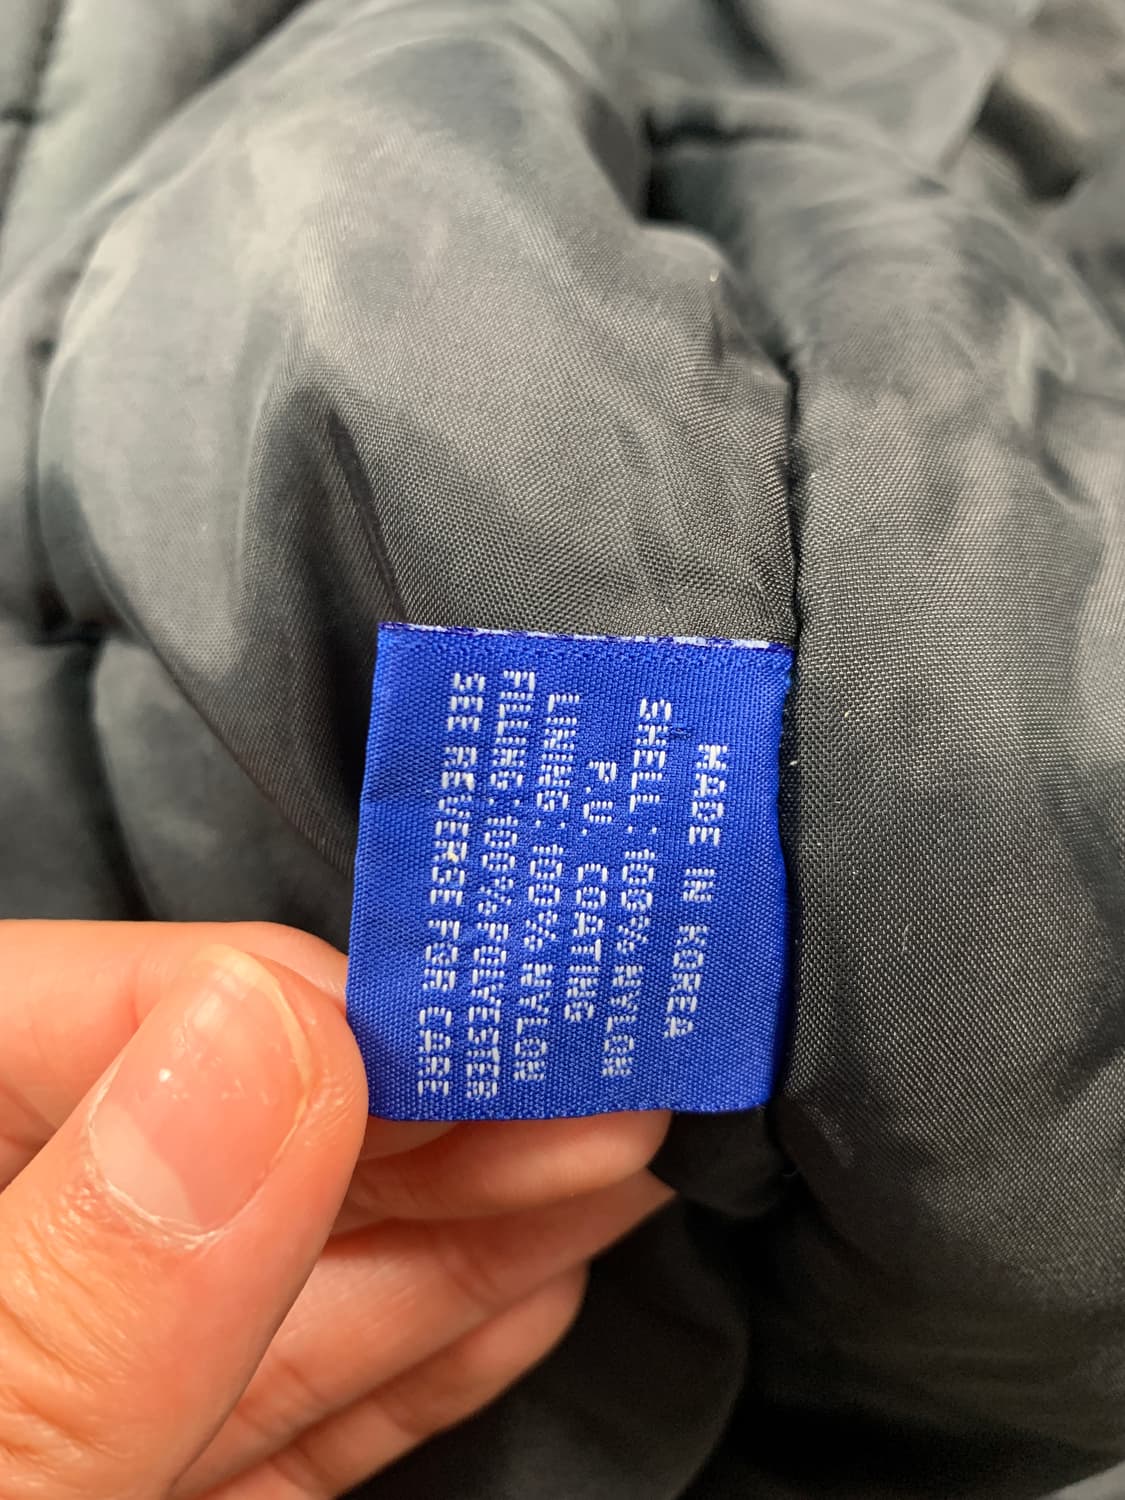 MADE IN KOREA
SHELL : 100% NYLON
P.U. COATING
LINING : 100% NYLON
FILLING : 100% POLYESTER
SEE REVERSE FOR CARE